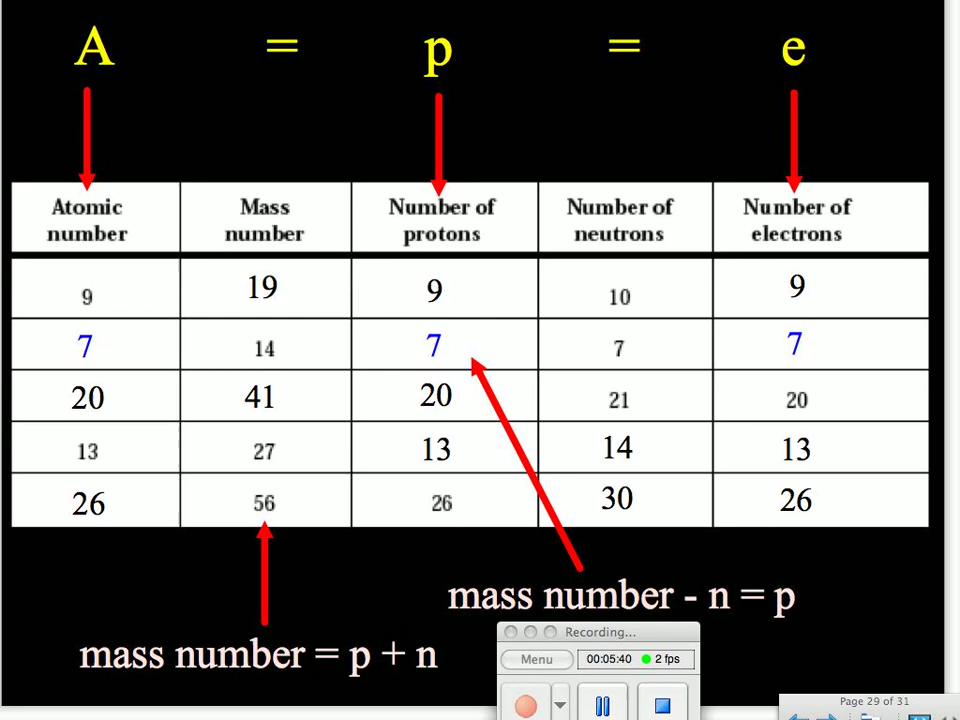 A = p = e
Atomic number Mass number Number of protons Number of neutrons Number of electrons
9 19 9 10 9
7 14 7 7 7
20 41 20 21 20
13 27 13 14 13
26 56 26 30 26
mass number - n = p
mass number = p + n
Recording...
Menu 00:05:40 2 fps
Page 29 of 31